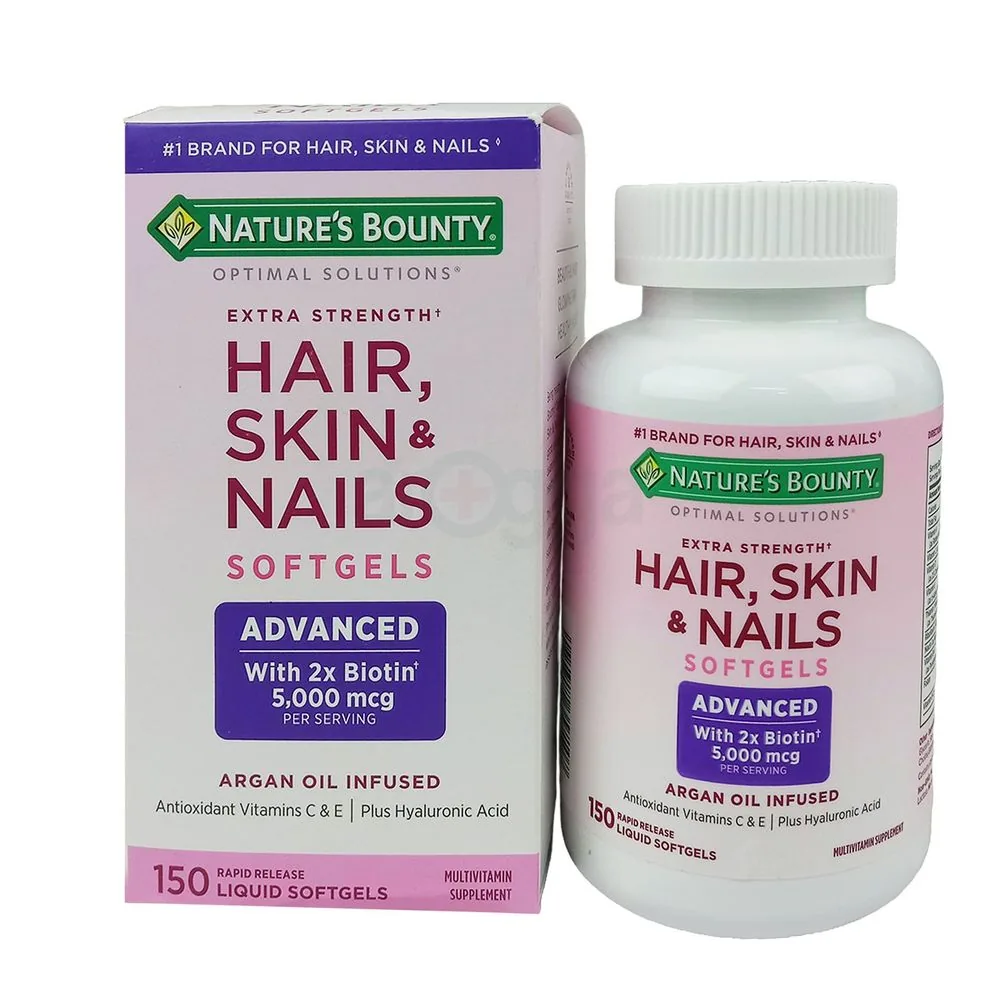 SOFTGELS
#1 BRAND FOR HAIR, SKIN & NAILS ◊
NATURE'S BOUNTY®
OPTIMAL SOLUTIONS®
EXTRA STRENGTH†
HAIR,
SKIN &
NAILS
SOFTGELS
ADVANCED
With 2x Biotin†
5,000 mcg
PER SERVING
ARGAN OIL INFUSED
Antioxidant Vitamins C & E | Plus Hyaluronic Acid
150 RAPID RELEASE
LIQUID SOFTGELS
MULTIVITAMIN
SUPPLEMENT
#1 BRAND FOR HAIR, SKIN & NAILS◊
NATURE'S BOUNTY®
OPTIMAL SOLUTIONS®
EXTRA STRENGTH†
HAIR, SKIN
& NAILS
SOFTGELS
ADVANCED
With 2x Biotin†
5,000 mcg
PER SERVING
ARGAN OIL INFUSED
Antioxidant Vitamins C & E | Plus Hyaluronic Acid
150 RAPID RELEASE
LIQUID SOFTGELS
MULTIVITAMIN SUPPLEMENT